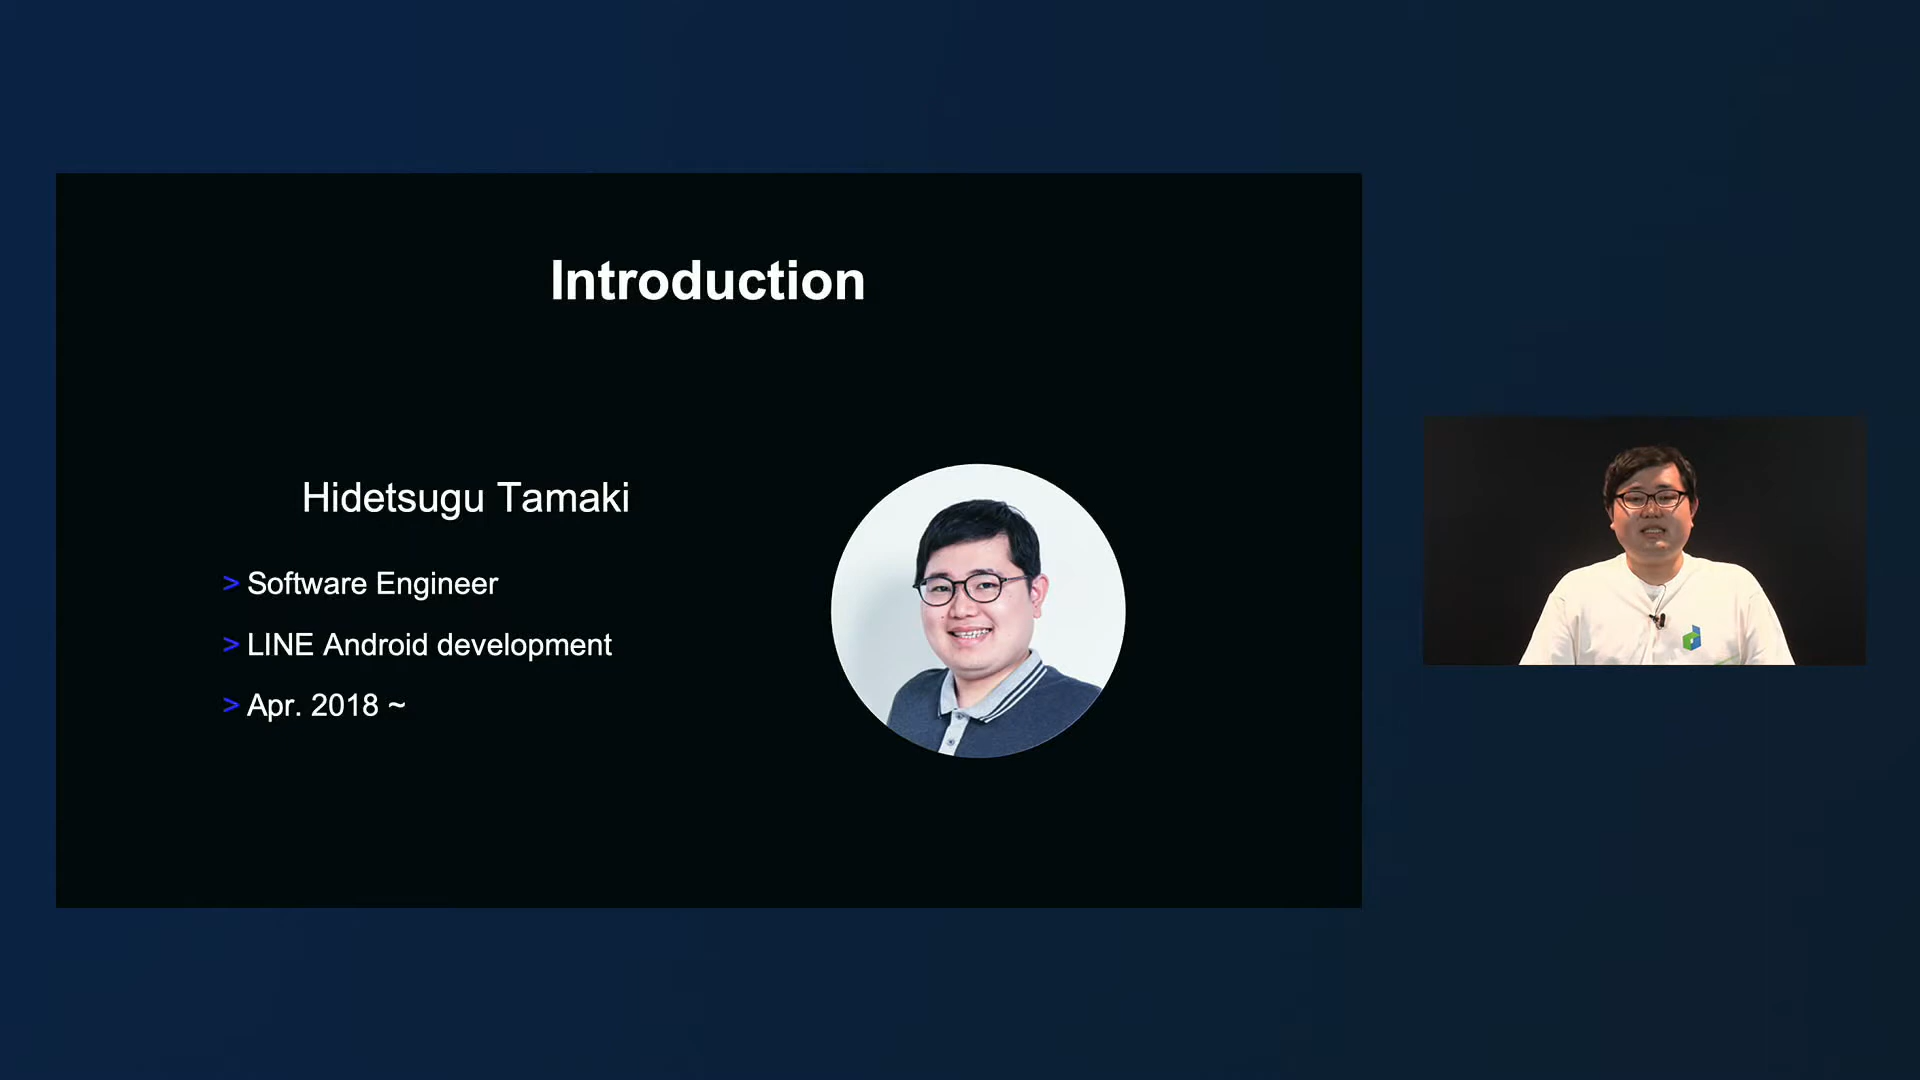 Introduction
Hidetsugu Tamaki
> Software Engineer
> LINE Android development
> Apr. 2018 ~